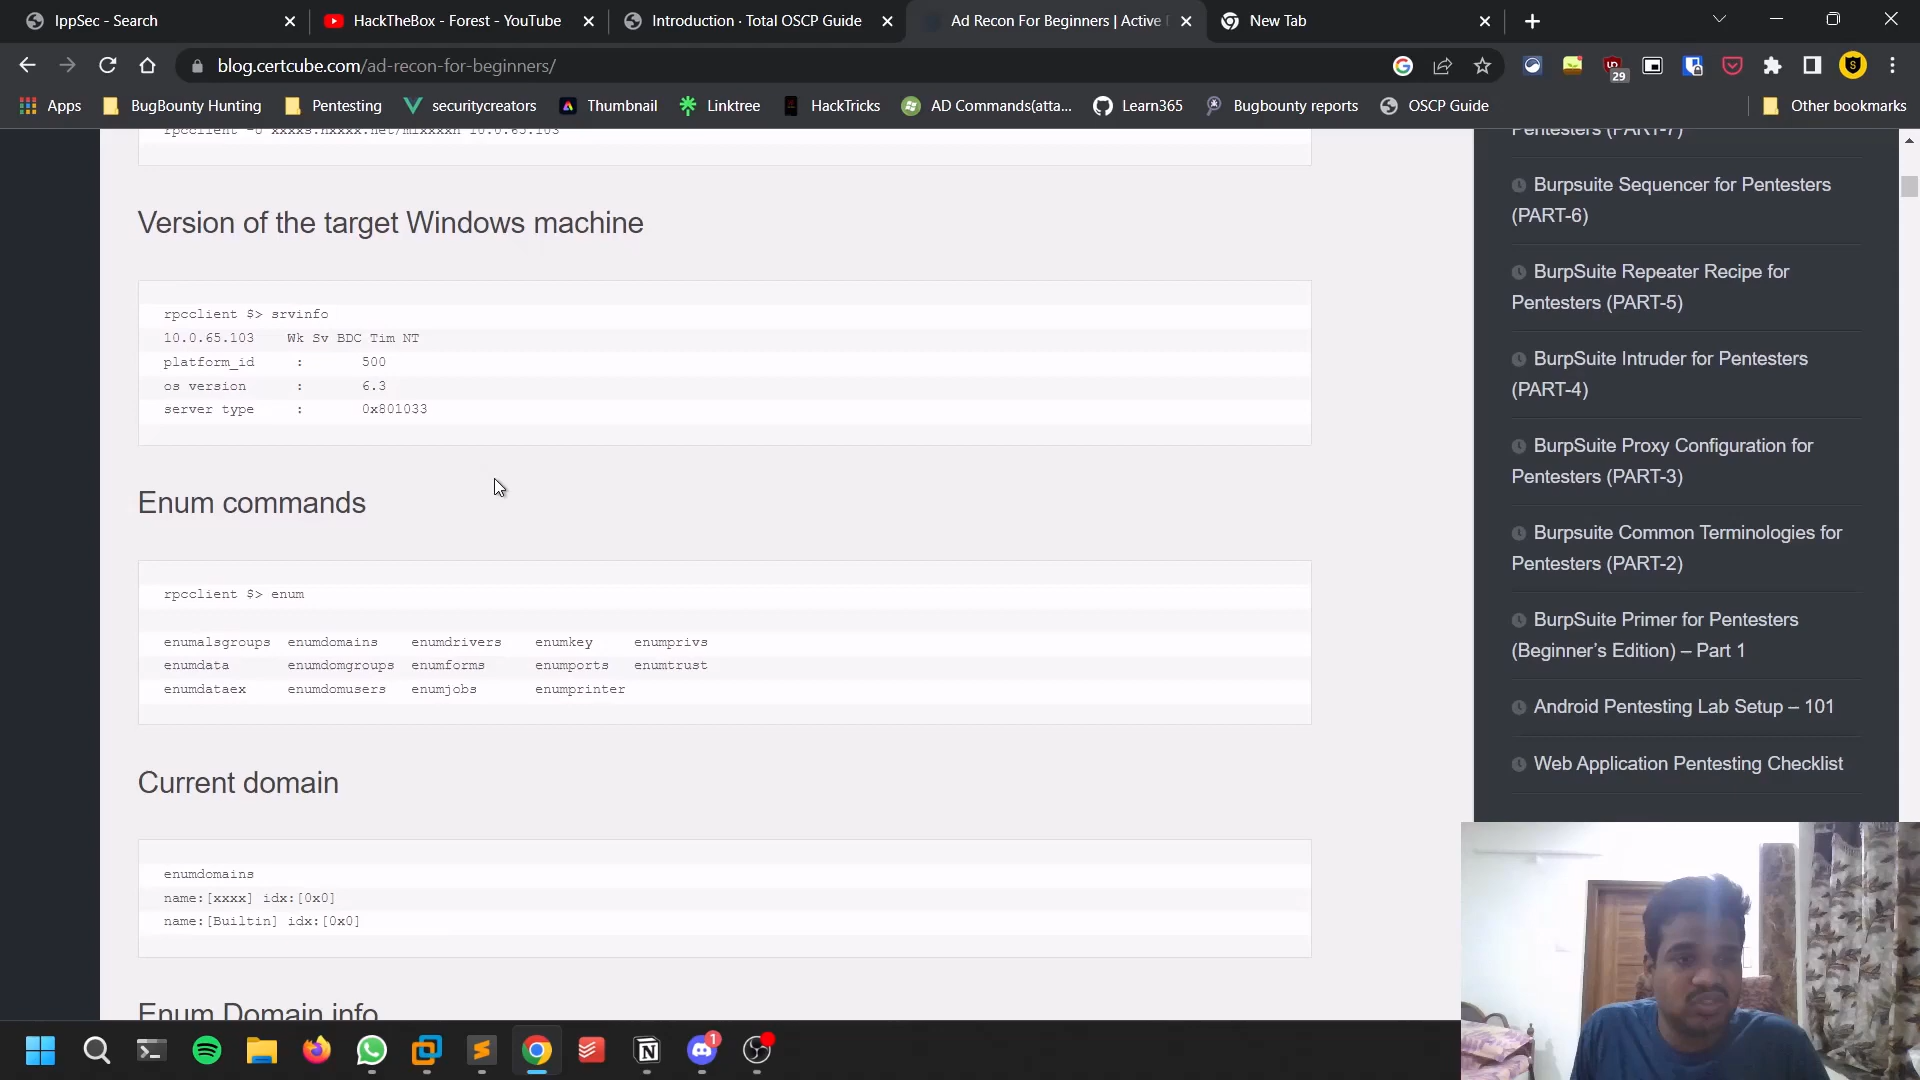 IppSec - Search
HackTheBox - Forest - YouTube
Introduction · Total OSCP Guide
Ad Recon For Beginners | Active
New Tab
blog.certcube.com/ad-recon-for-beginners/
29
Apps
BugBounty Hunting
Pentesting
securitycreators
Thumbnail
Linktree
HackTricks
AD Commands(atta...
Learn365
Bugbounty reports
OSCP Guide
Other bookmarks
Version of the target Windows machine
rpcclient $> srvinfo
10.0.65.103 Wk Sv BDC Tim NT
platform_id : 500
os version : 6.3
server type : 0x801033
Enum commands
rpcclient $> enum
enumalsgroups enumdomains enumdrivers enumkey enumprivs
enumdata enumdomgroups enumforms enumports enumtrust
enumdataex enumdomusers enumjobs enumprinter
Current domain
enumdomains
name:[xxxx] idx:[0x0]
name:[Builtin] idx:[0x0]
Enum Domain info
Pentesters (PART-7)
Burpsuite Sequencer for Pentesters
(PART-6)
BurpSuite Repeater Recipe for
Pentesters (PART-5)
BurpSuite Intruder for Pentesters
(PART-4)
BurpSuite Proxy Configuration for
Pentesters (PART-3)
Burpsuite Common Terminologies for
Pentesters (PART-2)
BurpSuite Primer for Pentesters
(Beginner’s Edition) – Part 1
Android Pentesting Lab Setup – 101
Web Application Pentesting Checklist
1